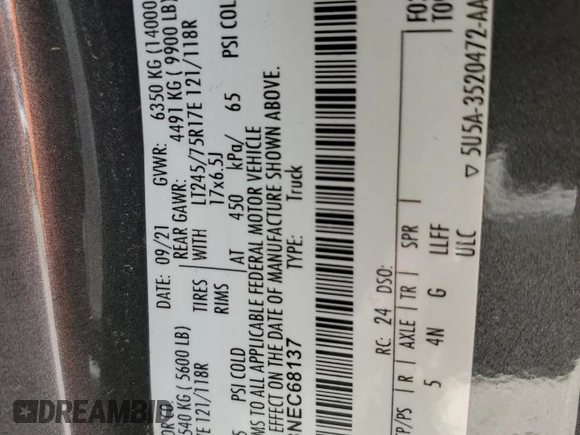 DATE: 09/21 GVWR: 6350 KG (14000
REAR GAWR: 4491 KG ( 9900 LB)
540 KG ( 5600 LB) WITH LT245/75R17E 121/118R
121/118R TIRES 17x6.5J
RIMS
PSI COLD AT 450 kPa/ 65 PSI COL
TO ALL APPLICABLE FEDERAL MOTOR VEHICLE
EFFECT ON THE DATE OF MANUFACTURE SHOWN ABOVE.
NEC68137 TYPE: Truck
RC: 24 DSO:
TP/PS R AXLE TR SPR
5 4N G LLFF
ULC
5U5A-3520472-AA
DREAMBID